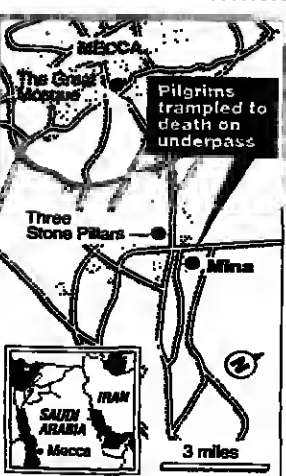 MECCA
The Great
Mosque
Pilgrims
trampled to
death on
underpass
Three
Stone Pillars
Mina
N
IRAN
SAUDI
ARABIA
Mecca
3 miles